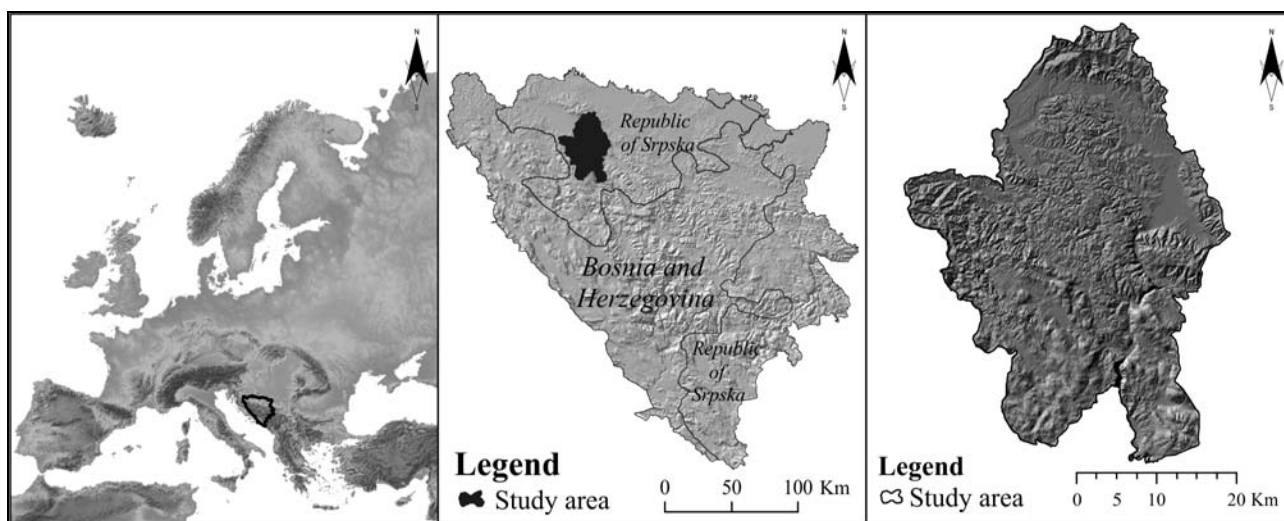 N
S
N
S
Republic
of Srpska
Bosnia and
Herzegovina
Republic
of
Srpska
Legend
Study area
0 50 100 Km
N
S
Legend
Study area
0 5 10 20 Km